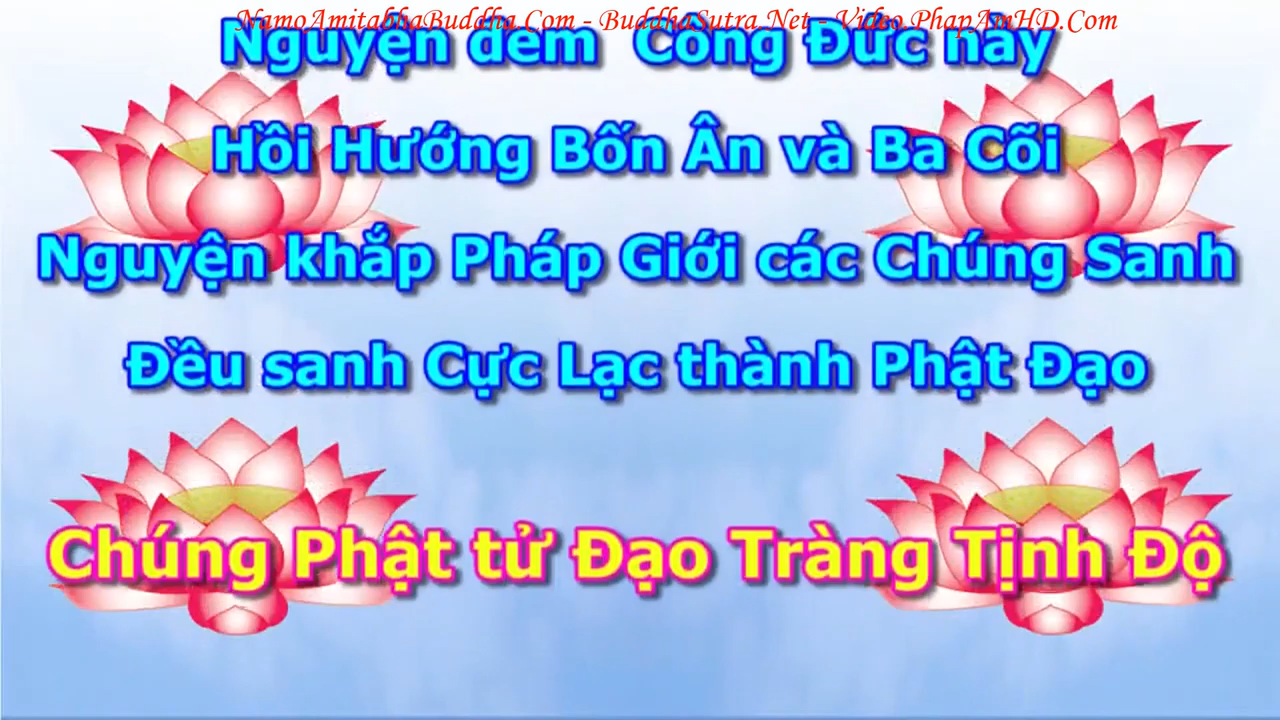 NamoAmitabhaBuddha.Com - BuddhaSutra.Net - Video.PhapAmHD.Com
Nguyện đem Công Đức này
Hồi Hướng Bốn Ân và Ba Cõi
Nguyện khắp Pháp Giới các Chúng Sanh
Đều sanh Cực Lạc thành Phật Đạo
Chúng Phật tử Đạo Tràng Tịnh Độ